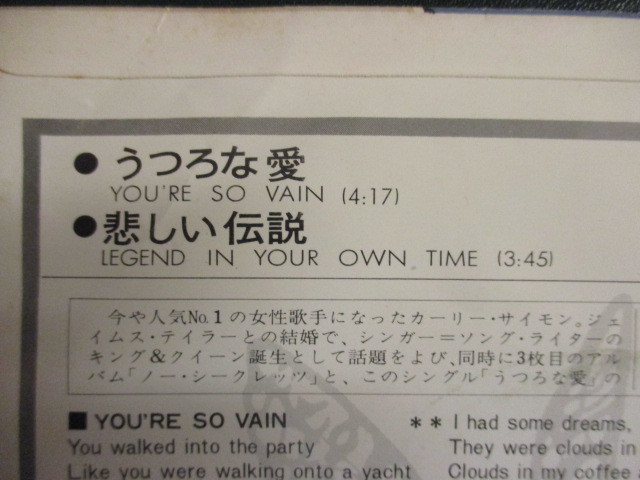 ● うつろな愛
YOU'RE SO VAIN (4:17)
● 悲しい伝説
LEGEND IN YOUR OWN TIME (3:45)
今や人気No.1の女性歌手になったカーリー・サイモン。ジェ
イムス・テイラーとの結婚で、シンガー=ソング・ライターの
キング&クイーン誕生として話題をよび、同時に3枚目のアル
バム「ノー・シークレッツ」と、このシングル「うつろな愛」の
■ YOU'RE SO VAIN
You walked into the party
Like you were walking onto a yacht
** I had some dreams,
They were clouds in
Clouds in my coffee